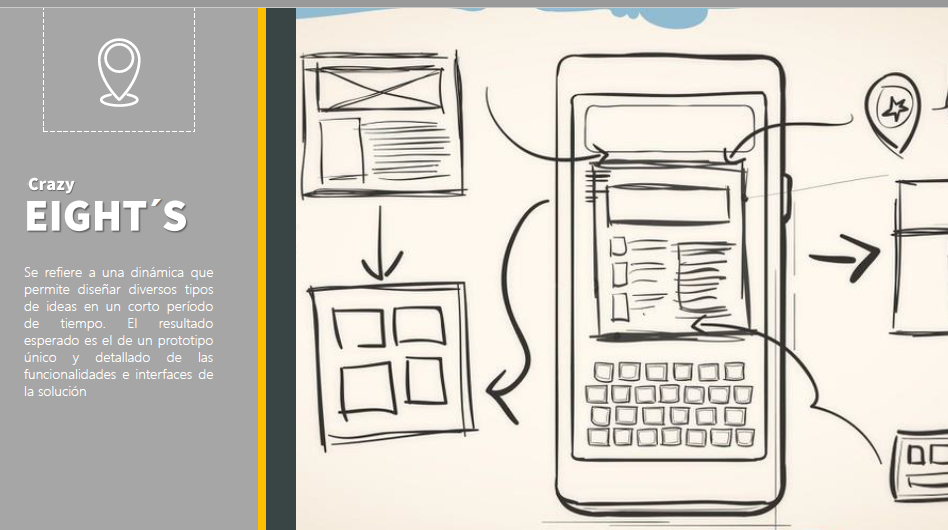 Crazy
EIGHT´S
Se refiere a una dinámica que
permite diseñar diversos tipos
de ideas en un corto período
de tiempo. El resultado
esperado es el de un prototipo
único y detallado de las
funcionalidades e interfaces de
la solución